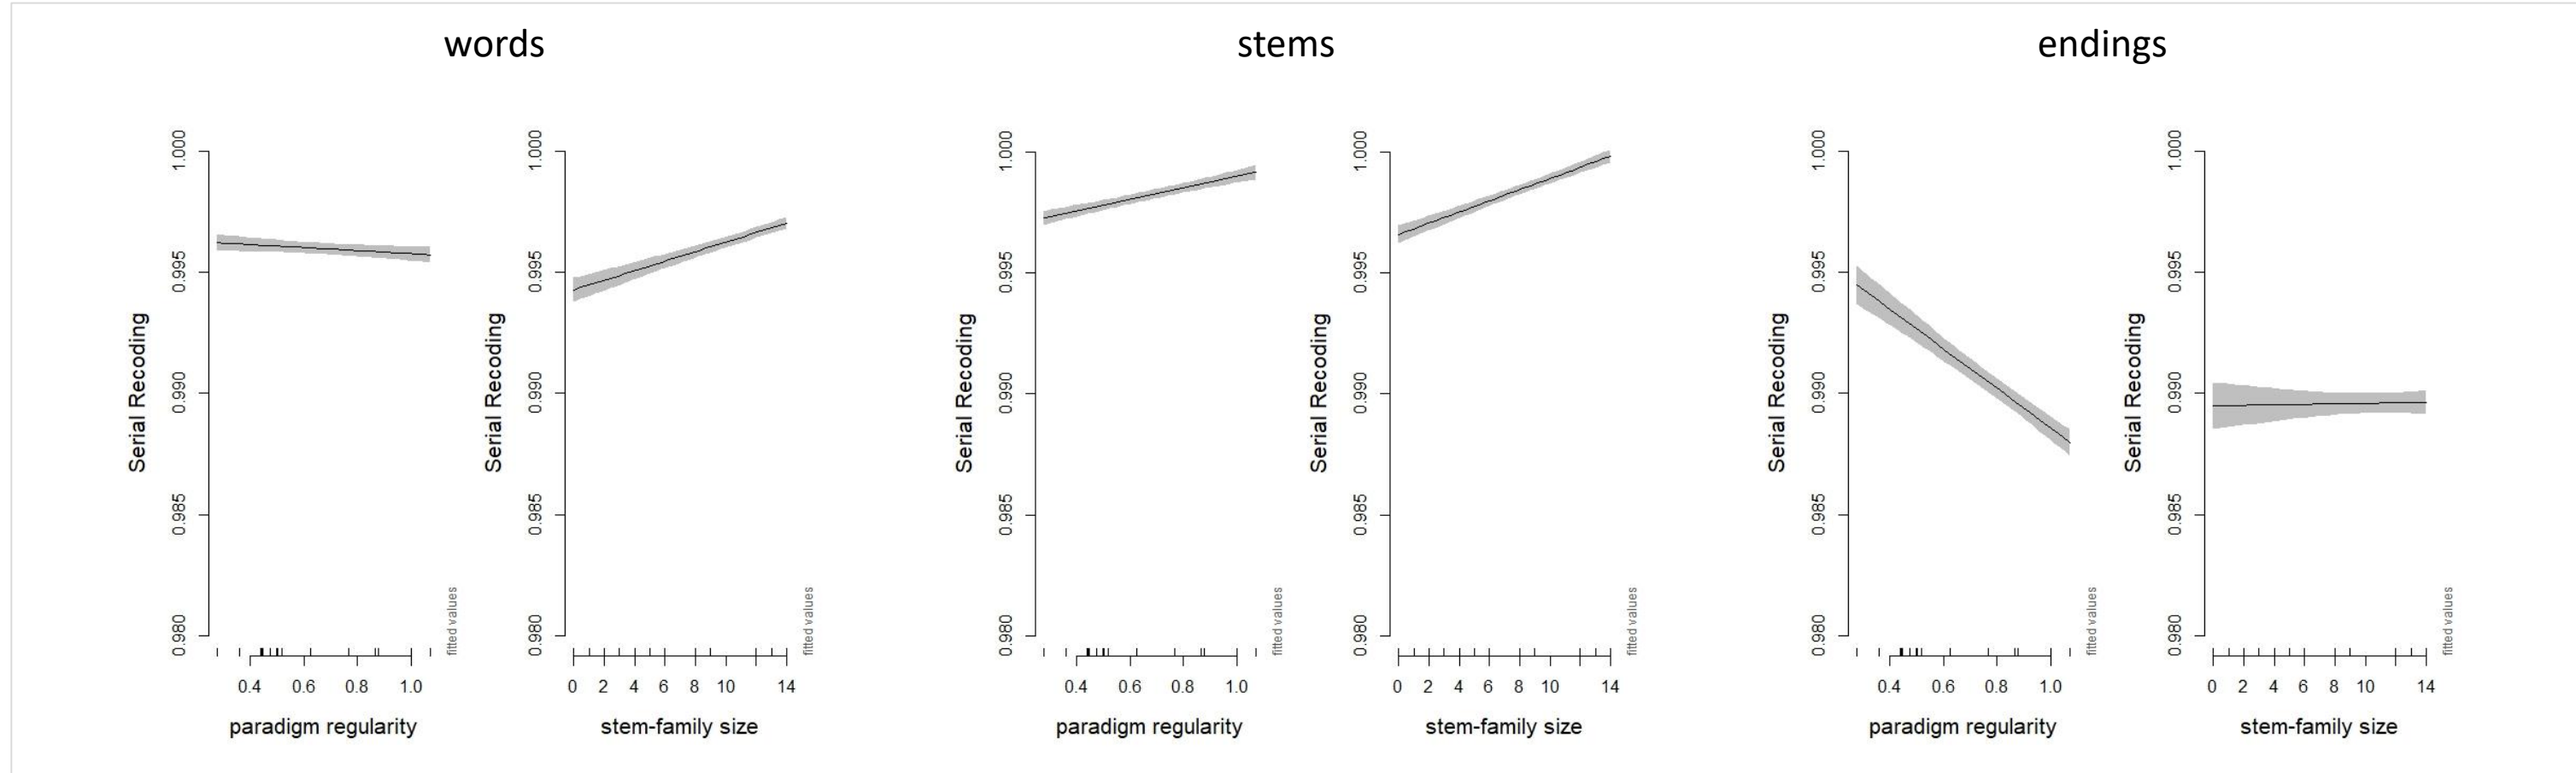 words
stems
endings
Serial Recoding
1.000
0.995
0.990
0.985
0.980
0.4 0.6 0.8 1.0
paradigm regularity
fitted values
Serial Recoding
1.000
0.995
0.990
0.985
0.980
0 2 4 6 8 10 14
stem-family size
fitted values
Serial Recoding
1.000
0.995
0.990
0.985
0.980
0.4 0.6 0.8 1.0
paradigm regularity
fitted values
Serial Recoding
1.000
0.995
0.990
0.985
0.980
0 2 4 6 8 10 14
stem-family size
fitted values
Serial Recoding
1.000
0.995
0.990
0.985
0.980
0.4 0.6 0.8 1.0
paradigm regularity
fitted values
Serial Recoding
1.000
0.995
0.990
0.985
0.980
0 2 4 6 8 10 14
stem-family size
fitted values